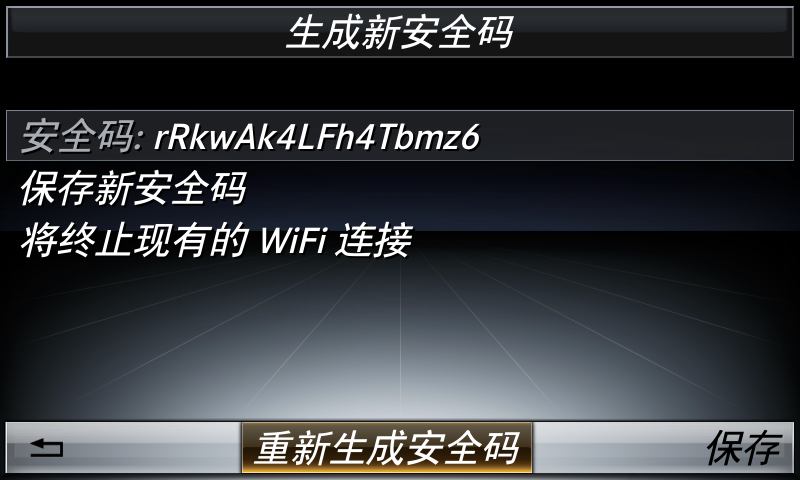 生成新安全码
安全码: rRkwAk4LFh4Tbmz6
保存新安全码
将终止现有的 WiFi 连接
重新生成安全码
保存